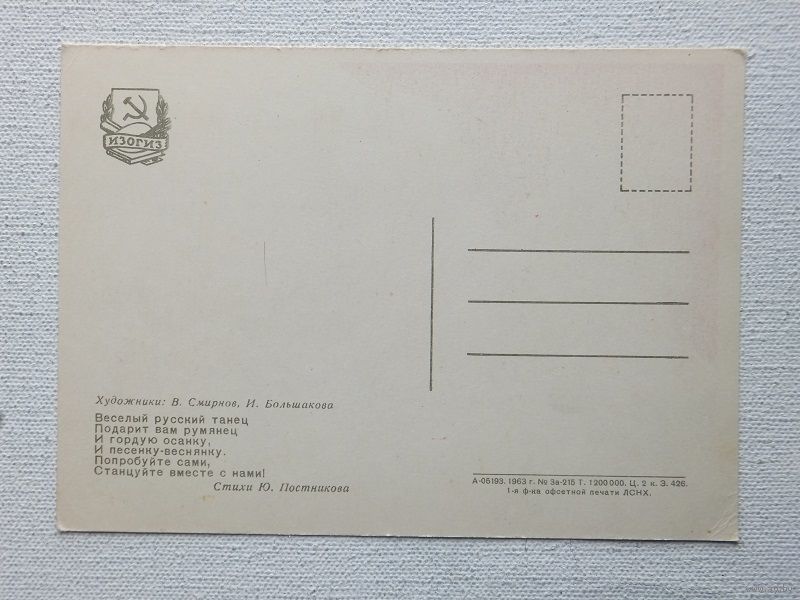 ИЗОГИЗ
Художники: В. Смирнов, И. Большакова
Веселый русский танец
Подарит вам румянец
И гордую осанку,
И песенку-веснянку.
Попробуйте сами,
Станцуйте вместе с нами!
Стихи Ю. Постникова
А-05193. 1963 г. № 3а-215 Т. 1200000. Ц. 2 к. З. 426.
1-я ф-ка офсетной печати ЛСНХ.